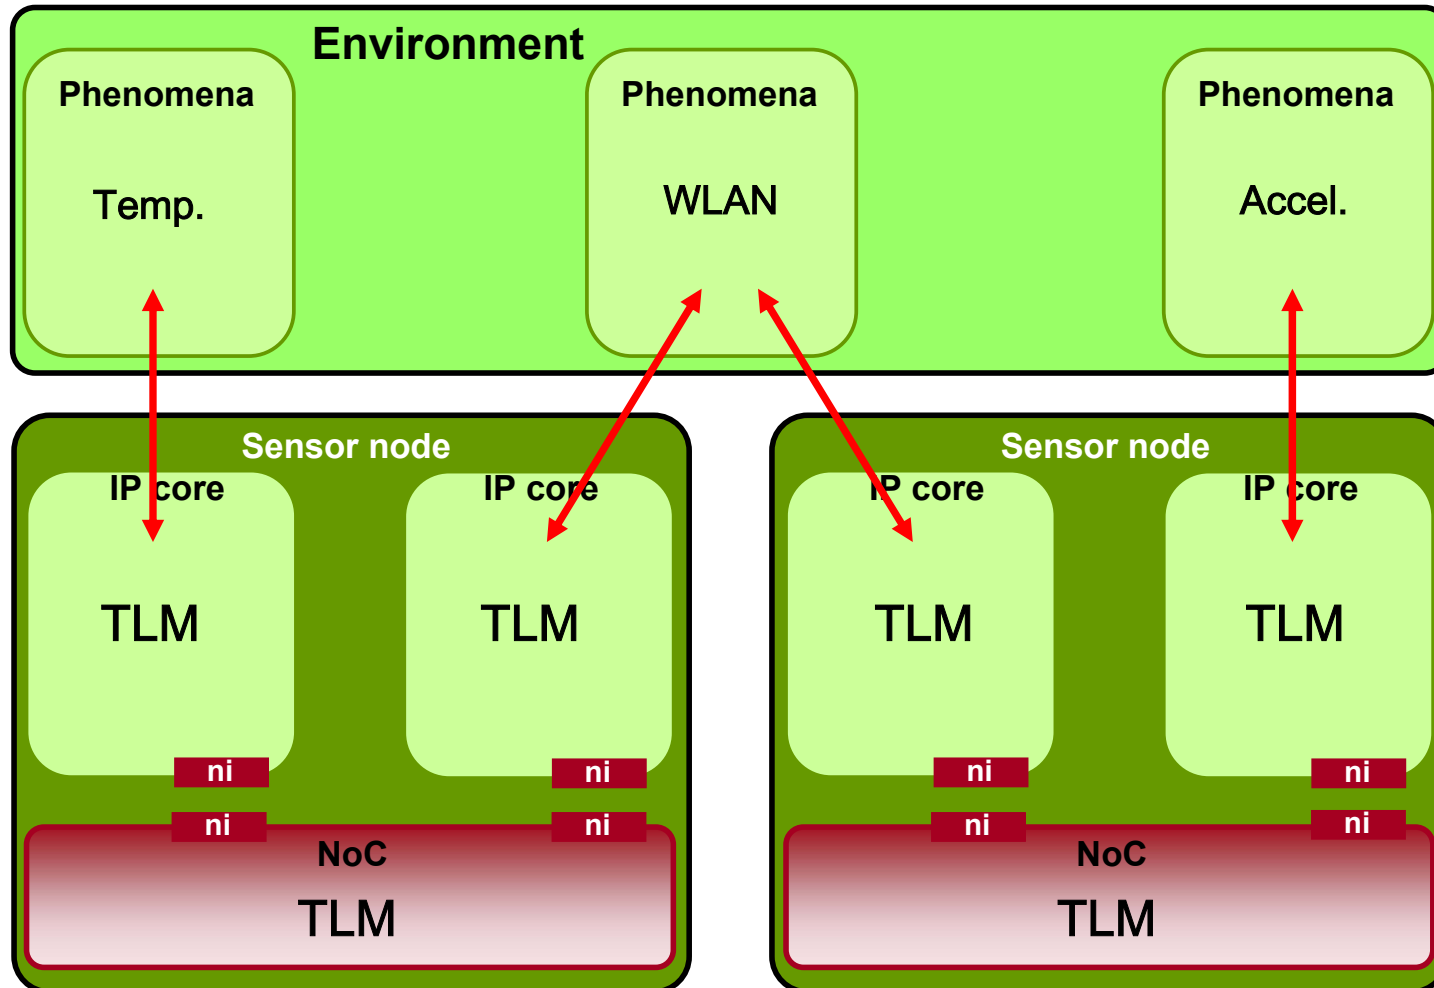 Environment
Phenomena
Phenomena
Phenomena
Temp.
WLAN
Accel.
Sensor node
Sensor node
IP core
IP core
IP core
IP core
TLM
TLM
TLM
TLM
ni
ni
ni
ni
ni
ni
ni
ni
NoC
NoC
TLM
TLM